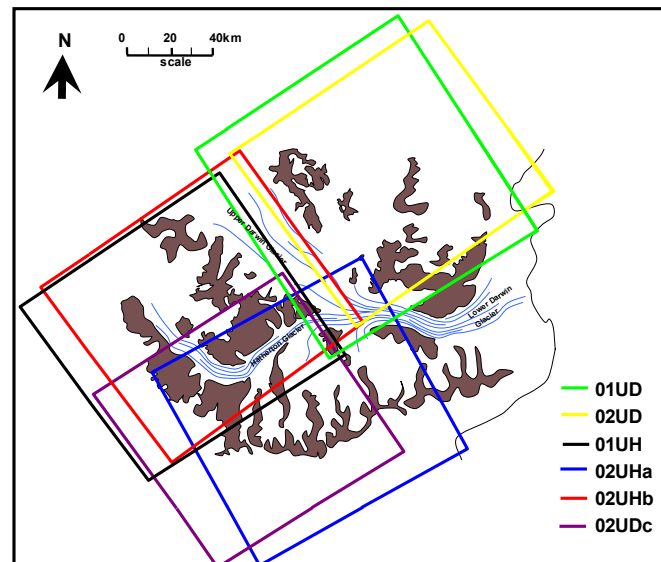 N
0 20 40km
scale
Upper Darwin Glacier
Lower Darwin
Glacier
Hatherton Glacier
01UD
02UD
01UH
02UHa
02UHb
02UDc